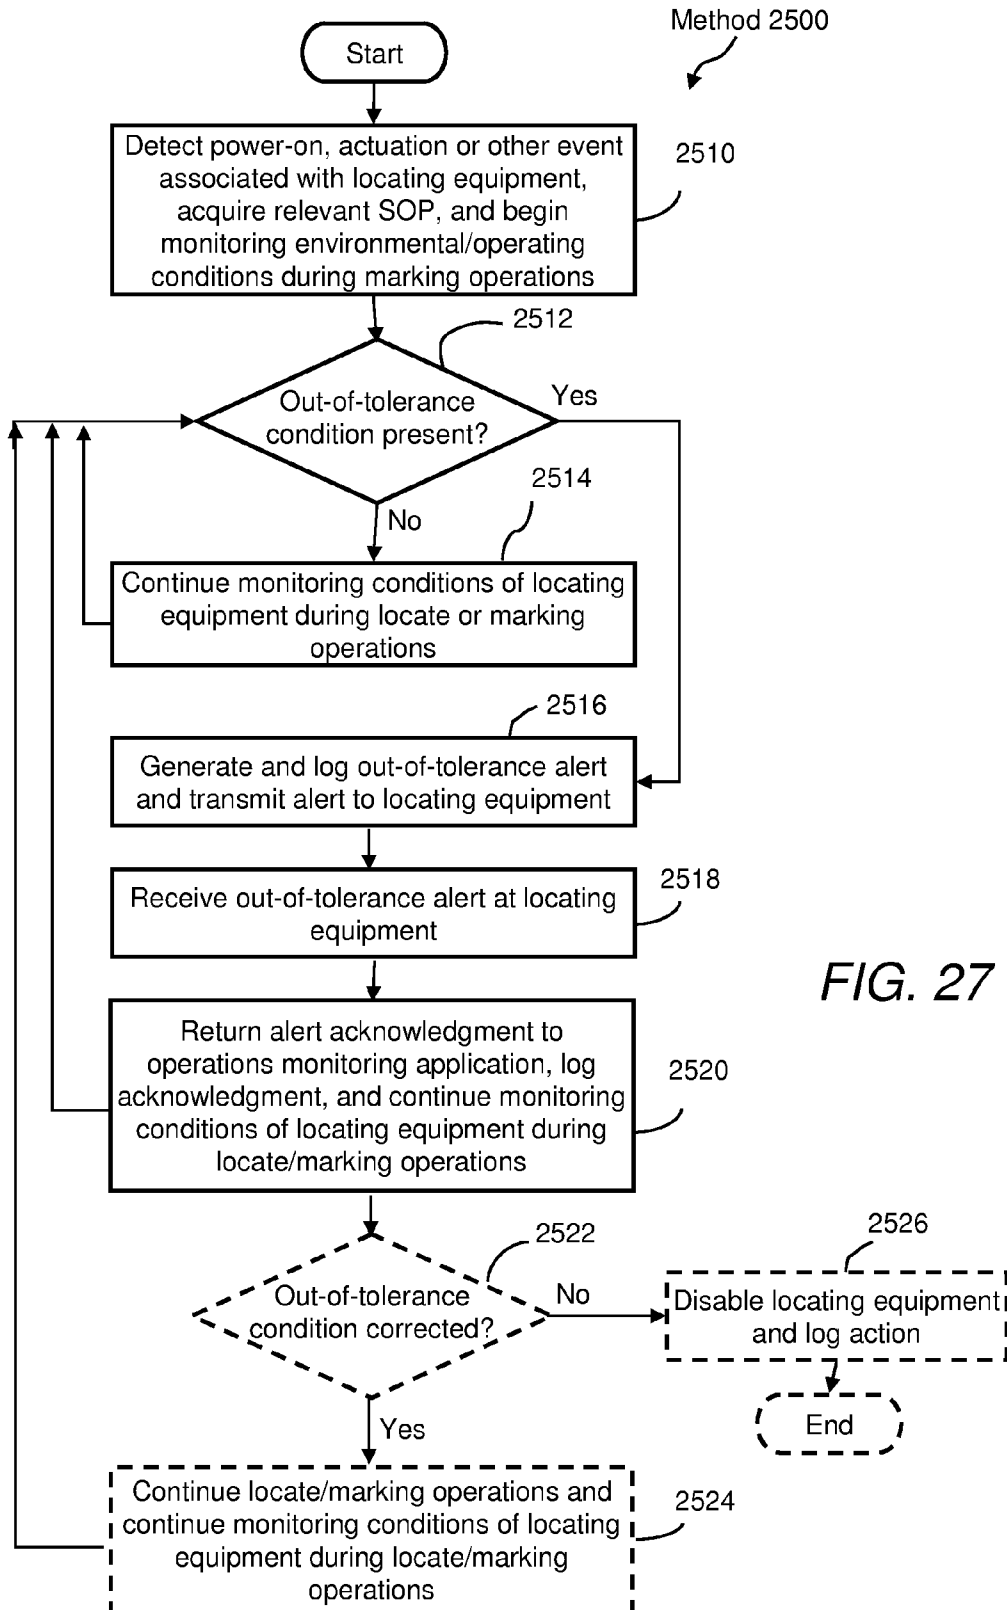 Method 2500
Start
Detect power-on, actuation or other event
associated with locating equipment,
acquire relevant SOP, and begin
monitoring environmental/operating
conditions during marking operations
2510
2512
Out-of-tolerance
condition present?
Yes
No
2514
Continue monitoring conditions of locating
equipment during locate or marking
operations
2516
Generate and log out-of-tolerance alert
and transmit alert to locating equipment
2518
Receive out-of-tolerance alert at locating
equipment
FIG. 27
Return alert acknowledgment to
operations monitoring application, log
acknowledgment, and continue monitoring
conditions of locating equipment during
locate/marking operations
2520
2522
Out-of-tolerance
condition corrected?
No
2526
Disable locating equipment
and log action
End
Yes
Continue locate/marking operations and
continue monitoring conditions of locating
equipment during locate/marking
operations
2524